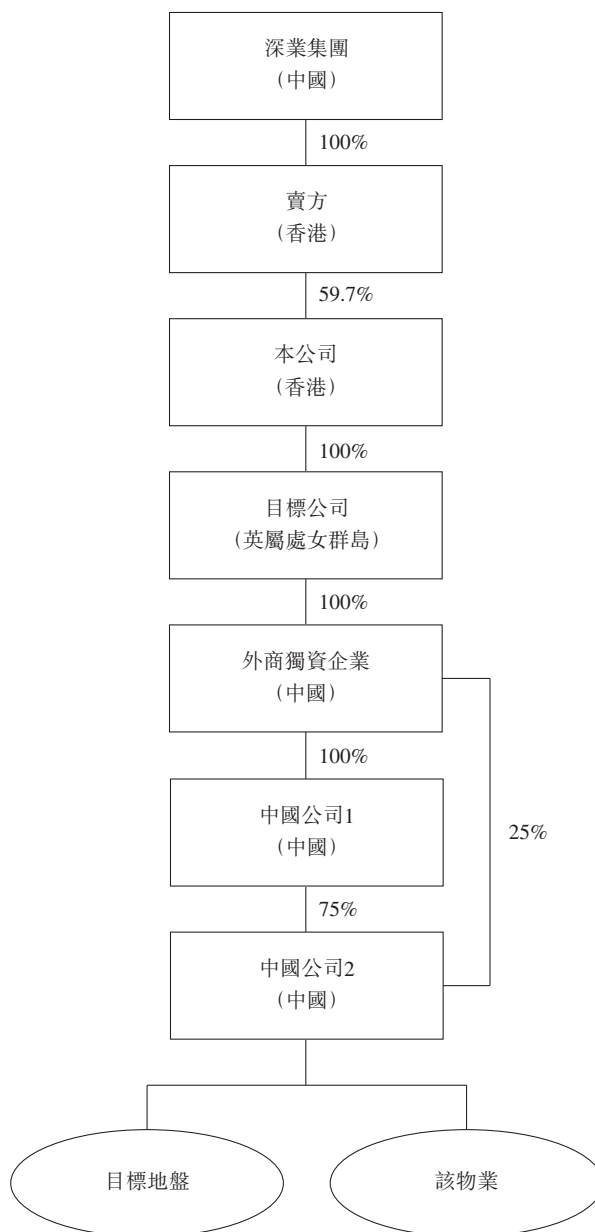 深業集團
（中國）
100%
賣方
（香港）
59.7%
本公司
（香港）
100%
目標公司
（英屬處女群島）
100%
外商獨資企業
（中國）
100%
中國公司1
（中國）
25%
75%
中國公司2
（中國）
目標地盤
該物業